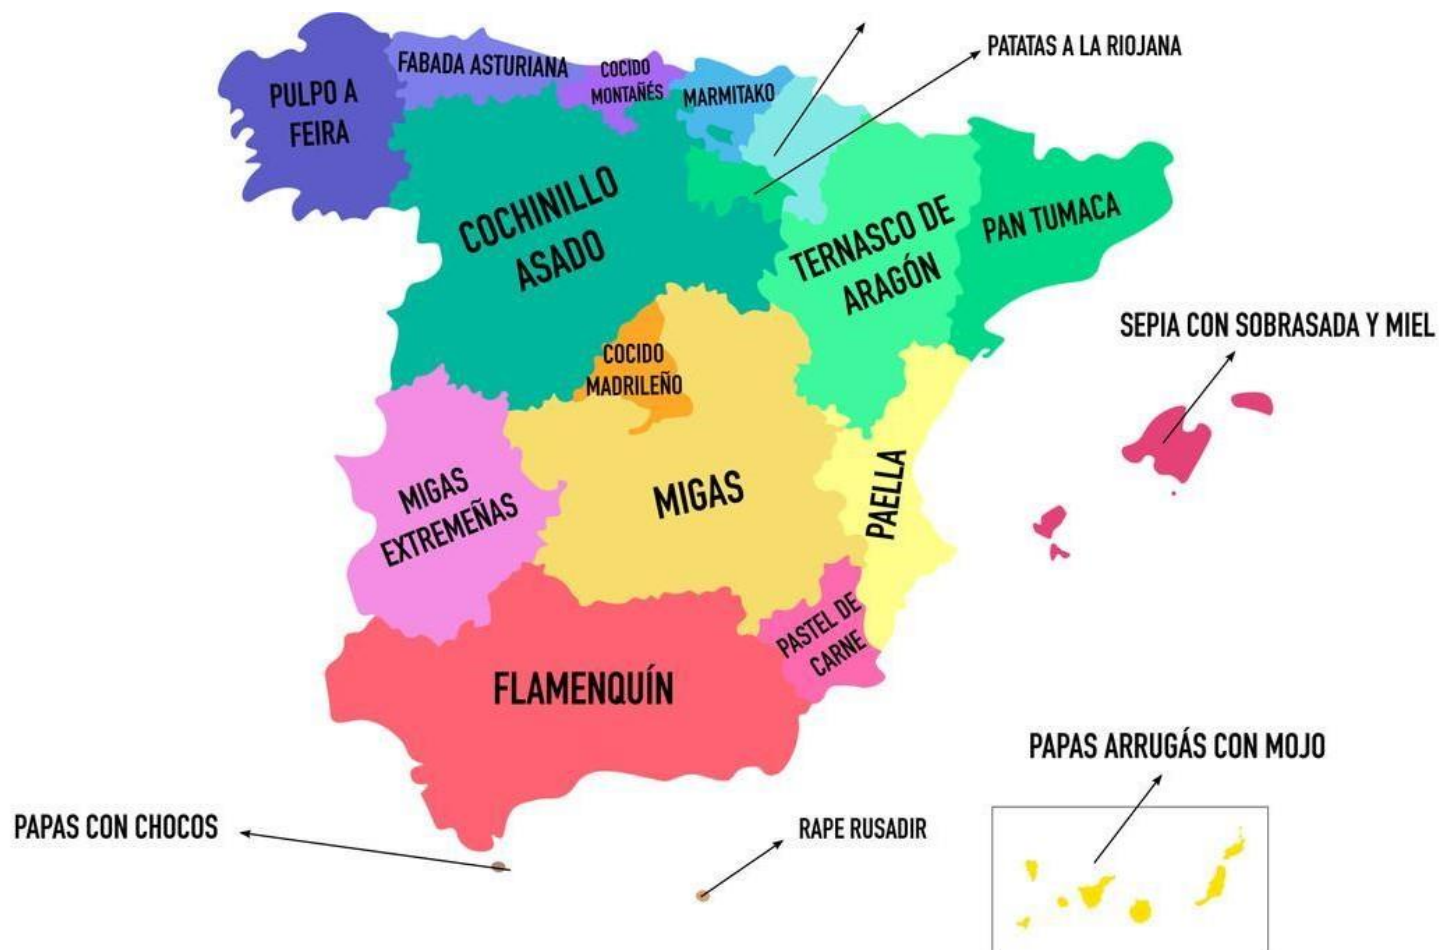 PATATAS A LA RIOJANA
FABADA ASTURIANA
COCIDO
MONTAÑÉS
MARMITAKO
PULPO A
FEIRA
COCHINILLO
ASADO
TERNASCO DE
ARAGÓN
PAN TUMACA
SEPIA CON SOBRASADA Y MIEL
COCIDO
MADRILEÑO
MIGAS
EXTREMEÑAS
MIGAS
PAELLA
PASTEL DE
CARNE
FLAMENQUÍN
PAPAS ARRUGÁS CON MOJO
PAPAS CON CHOCOS
RAPE RUSADIR